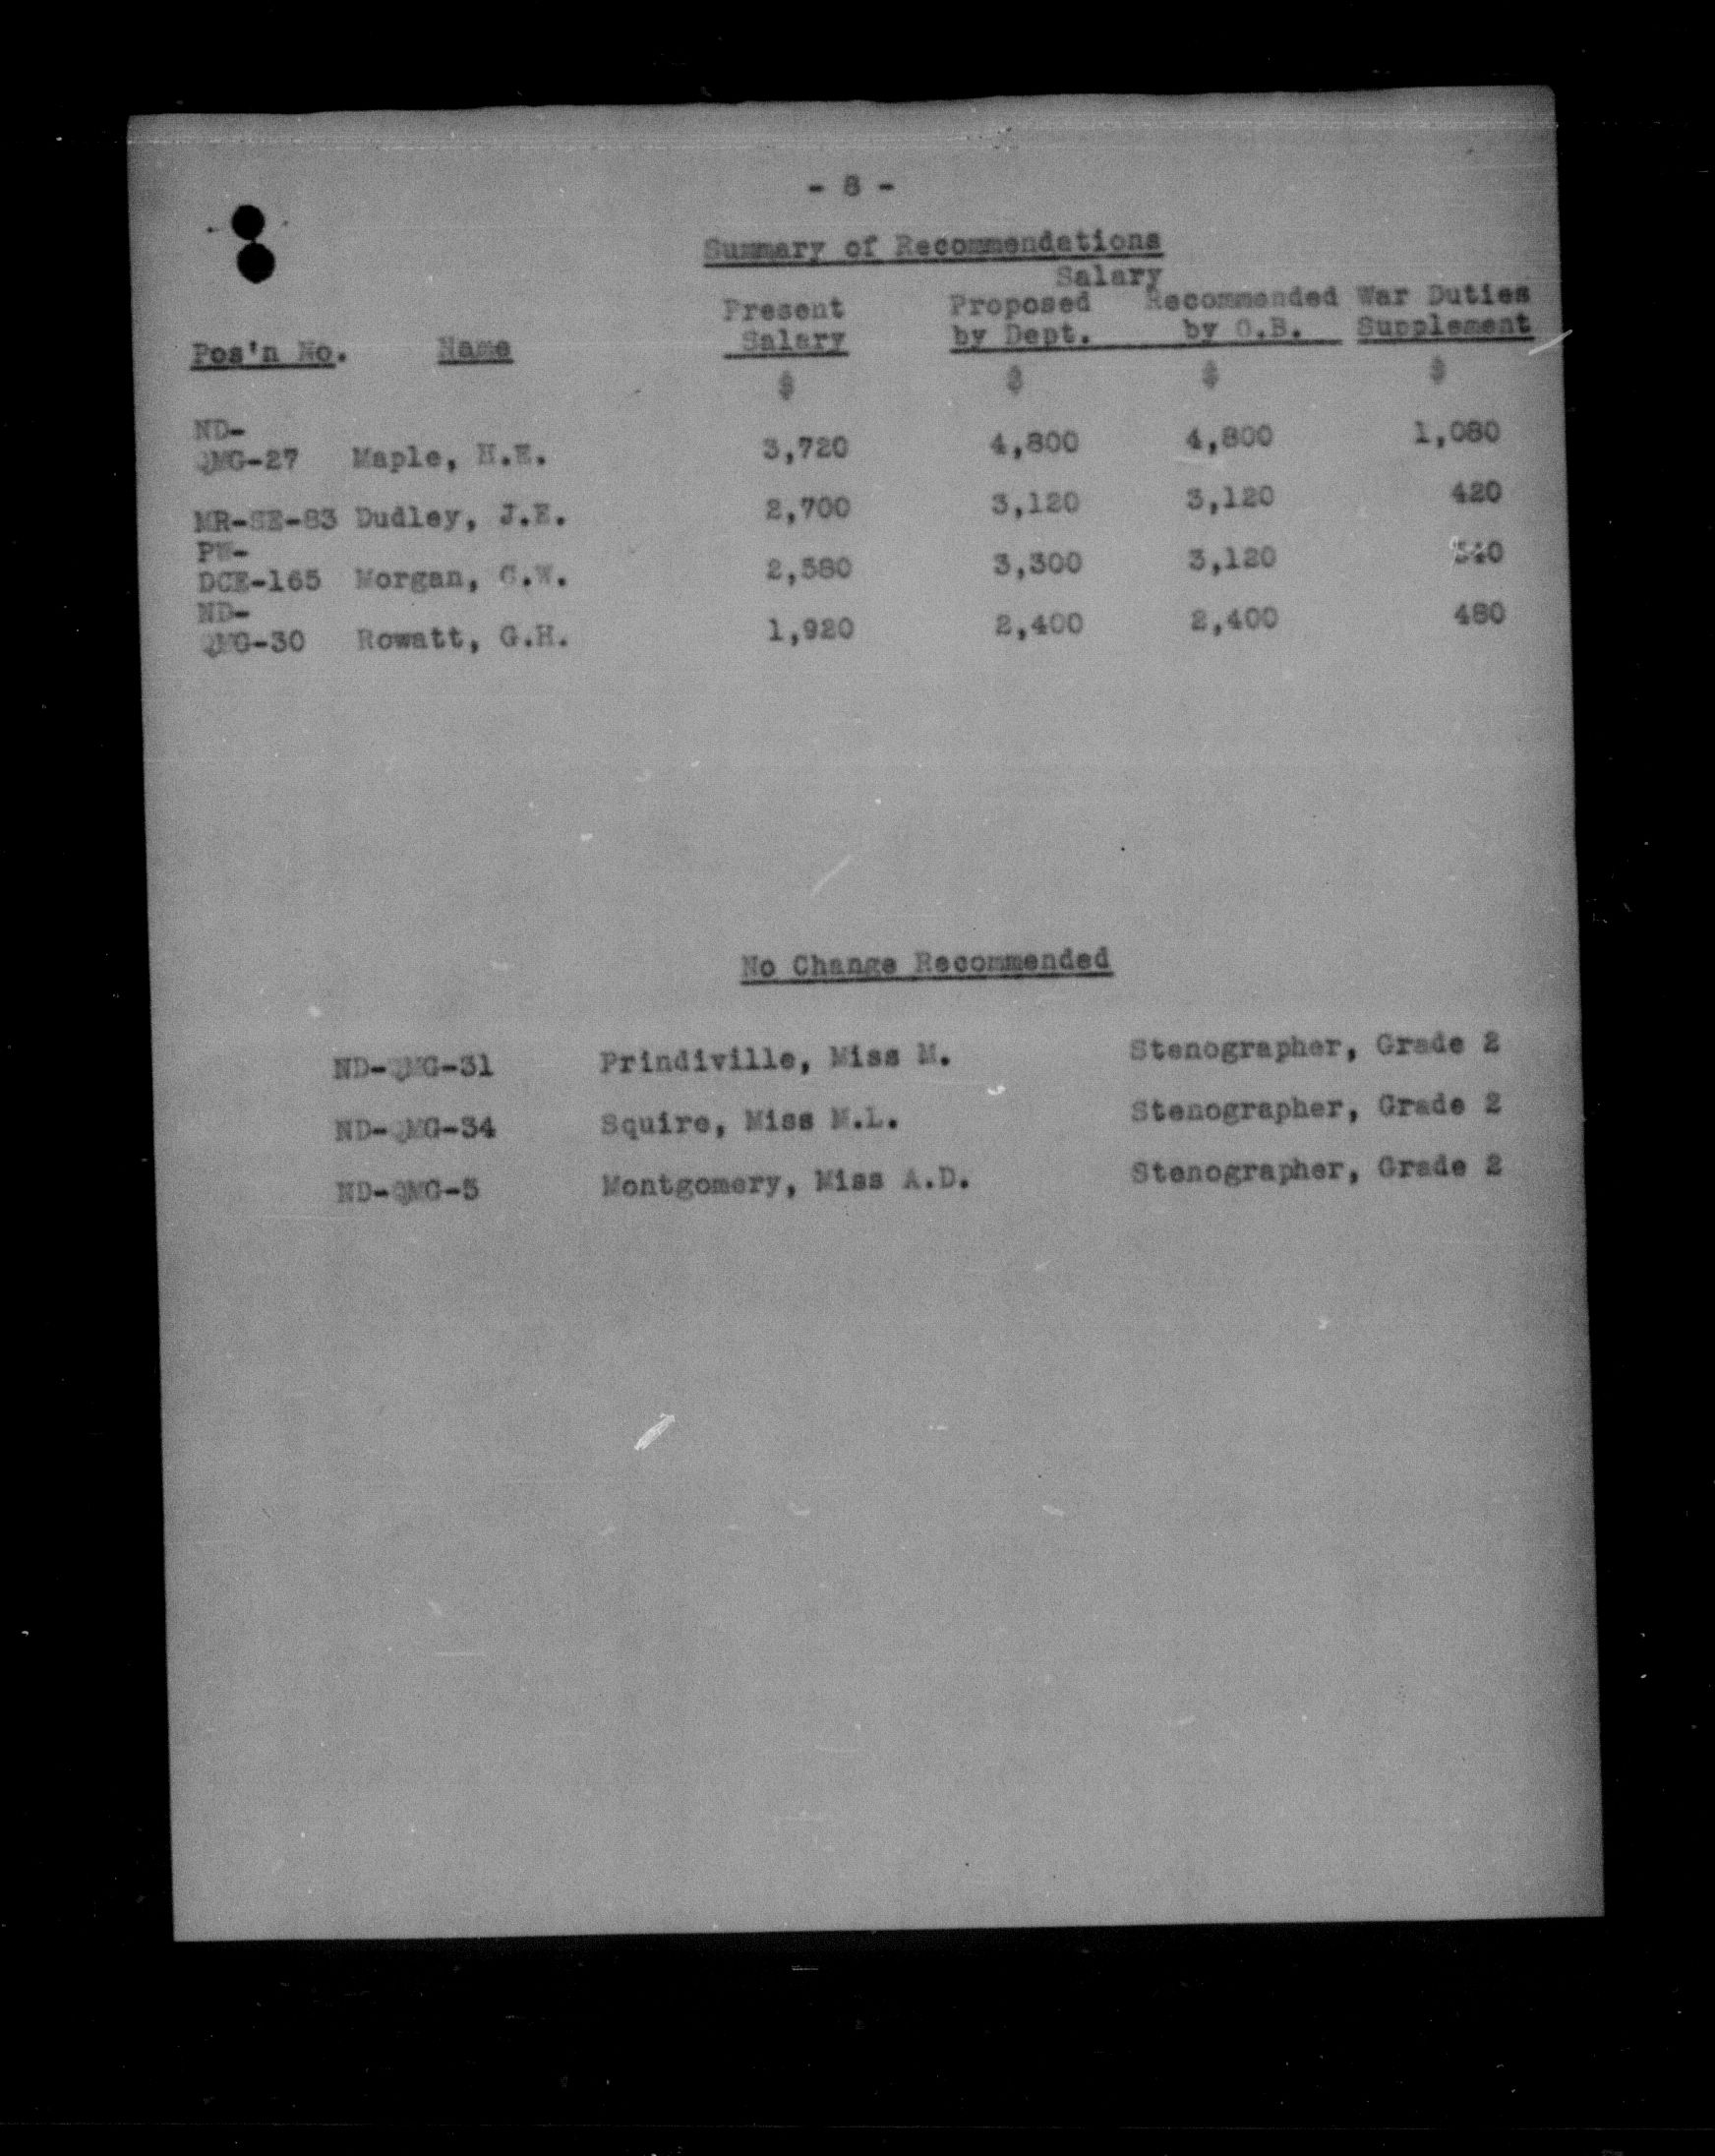 - 8 -
Summary of Recommendations
Salary
Present Proposed Recommended War Duties
Pos'n No. Name Salary by Dept. by O.B. Supplement
$ $ $ $
ND-
QMG-27 Maple, H.E. 3,720 4,800 4,800 1,080
MR-SE-83 Dudley, J.E. 2,700 3,120 3,120 420
PW-
DCE-165 Morgan, G.W. 2,580 3,300 3,120 540
ND-
QMG-30 Rowatt, G.H. 1,920 2,400 2,400 480
No Change Recommended
ND-QMG-31 Prindiville, Miss M. Stenographer, Grade 2
ND-QMG-34 Squire, Miss M.L. Stenographer, Grade 2
ND-QMG-5 Montgomery, Miss A.D. Stenographer, Grade 2